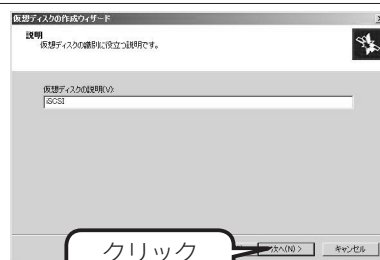 仮想ディスクの作成ウィザード
説明
仮想ディスクの識別に役立つ説明です。
仮想ディスクの説明(V):
iSCSI
次へ(N) >
キャンセル
クリック